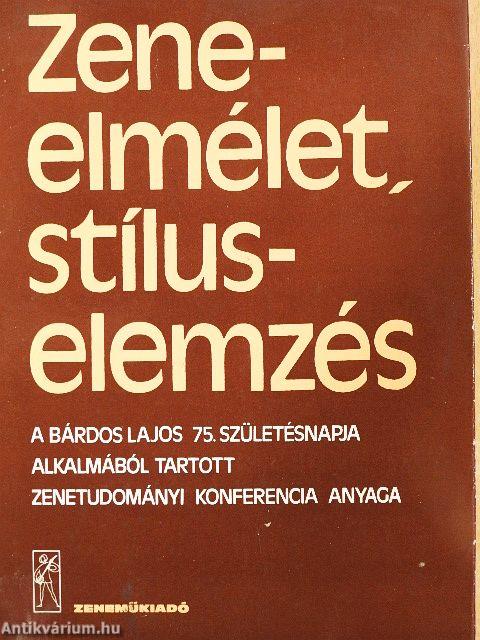 Zene-
elmélet,
stílus-
elemzés
A BÁRDOS LAJOS 75. SZÜLETÉSNAPJA
ALKALMÁBÓL TARTOTT
ZENETUDOMÁNYI KONFERENCIA ANYAGA
ZENEMŰKIADÓ
Antikvárium.hu